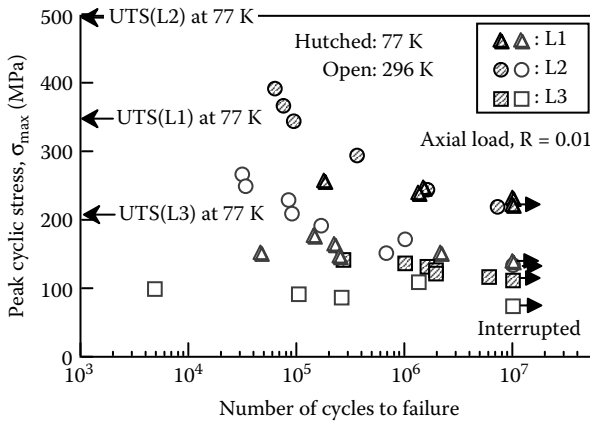 500
UTS(L2) at 77 K
Hutched: 77 K
Open: 296 K
: L1
: L2
: L3
400
UTS(L1) at 77 K
Axial load, R = 0.01
300
UTS(L3) at 77 K
200
100
Interrupted
0
10³ 10⁴ 10⁵ 10⁶ 10⁷
Number of cycles to failure
Peak cyclic stress, σmax (MPa)